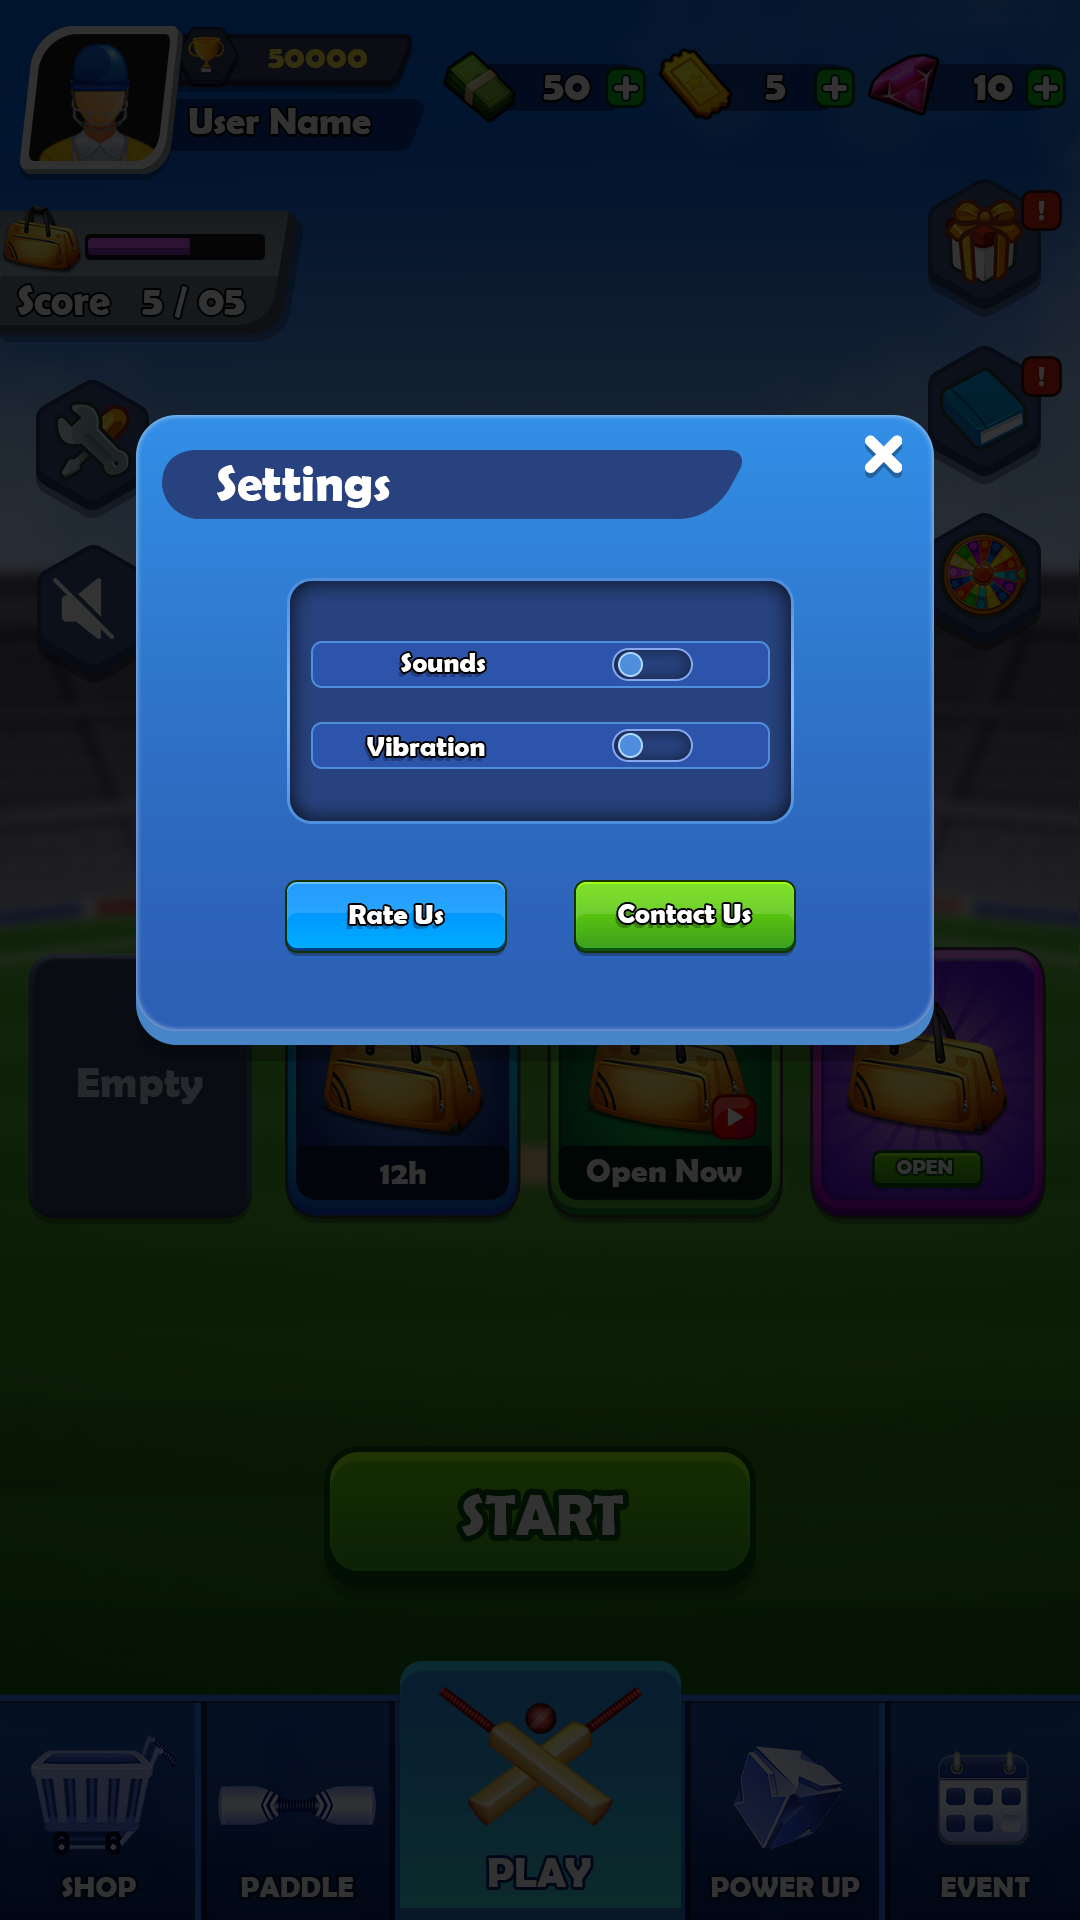 50000
User Name
50
5
10
Score 5 / 05
!
!
Settings
Sounds
Vibration
Rate Us
Contact Us
Empty
12h
Open Now
OPEN
START
SHOP
PADDLE
PLAY
POWER UP
EVENT